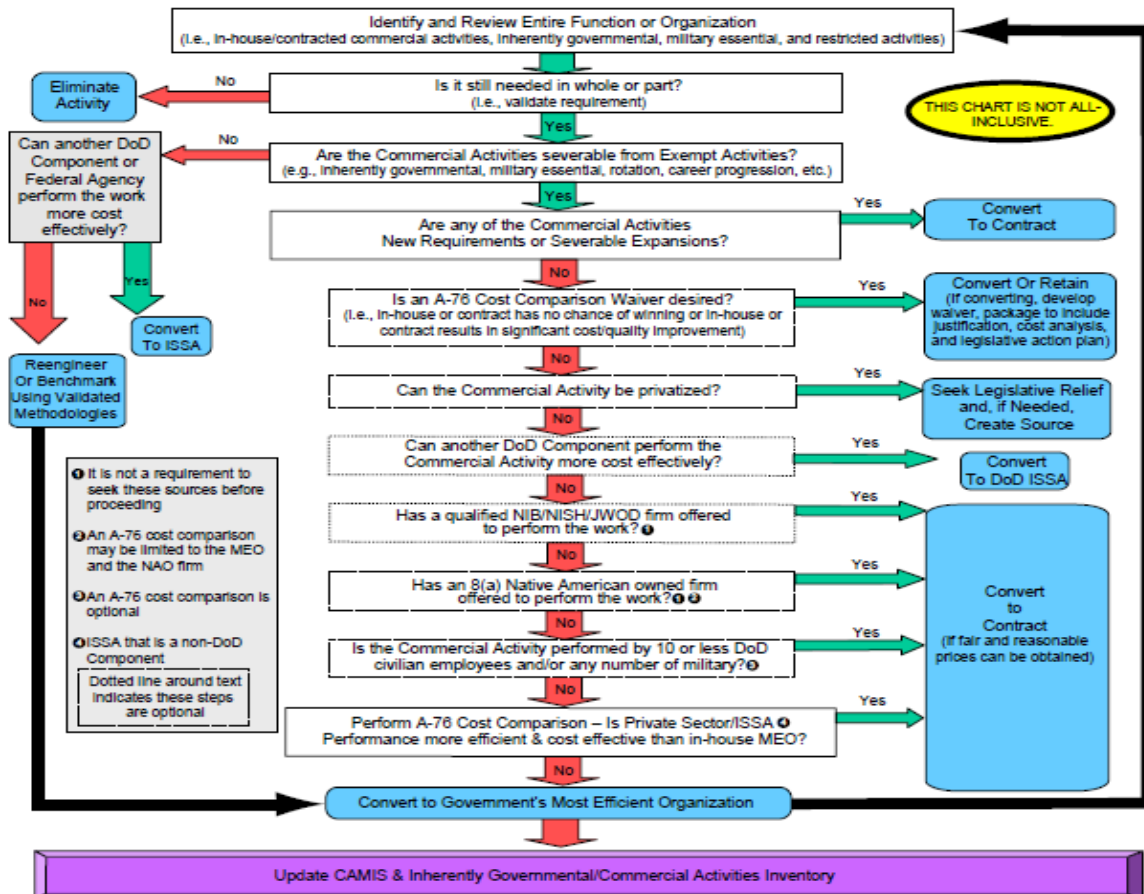 Identify and Review Entire Function or Organization
(i.e., in-house/contracted commercial activities, inherently governmental, military essential, and restricted activities)
No
Eliminate
Activity
Is it still needed in whole or part?
(i.e., validate requirement)
THIS CHART IS NOT ALL-
INCLUSIVE.
Yes
No
Can another DoD
Component or
Federal Agency
perform the work
more cost
effectively?
Are the Commercial Activities severable from Exempt Activities?
(e.g., inherently governmental, military essential, rotation, career progression, etc.)
Yes
Are any of the Commercial Activities
New Requirements or Severable Expansions?
Yes
Convert
To Contract
No
Yes
No
Convert
To ISSA
Reengineer
Or Benchmark
Using Validated
Methodologies
Is an A-76 Cost Comparison Waiver desired?
(i.e., in-house or contract has no chance of winning or in-house or
contract results in significant cost/quality improvement)
Yes
Convert Or Retain
(If converting, develop
waiver, package to include
justification, cost analysis,
and legislative action plan)
No
Can the Commercial Activity be privatized?
Yes
Seek Legislative Relief
and, if Needed,
Create Source
No
Can another DoD Component perform the
Commercial Activity more cost effectively?
Yes
Convert
To DoD ISSA
No
Has a qualified NIB/NISH/JWOD firm offered
to perform the work?❶
Yes
No
Has an 8(a) Native American owned firm
offered to perform the work?❶❷
Yes
No
Is the Commercial Activity performed by 10 or less DoD
civilian employees and/or any number of military?❸
Yes
No
Perform A-76 Cost Comparison – Is Private Sector/ISSA ❹
Performance more efficient & cost effective than in-house MEO?
Yes
Convert
to
Contract
(If fair and reasonable
prices can be obtained)
No
❶ It is not a requirement to
seek these sources before
proceeding
❷ An A-76 cost comparison
may be limited to the MEO
and the NAO firm
❸ An A-76 cost comparison is
optional
❹ ISSA that is a non-DoD
Component
Dotted line around text
indicates these steps
are optional
Convert to Government's Most Efficient Organization
Update CAMIS & Inherently Governmental/Commercial Activities Inventory